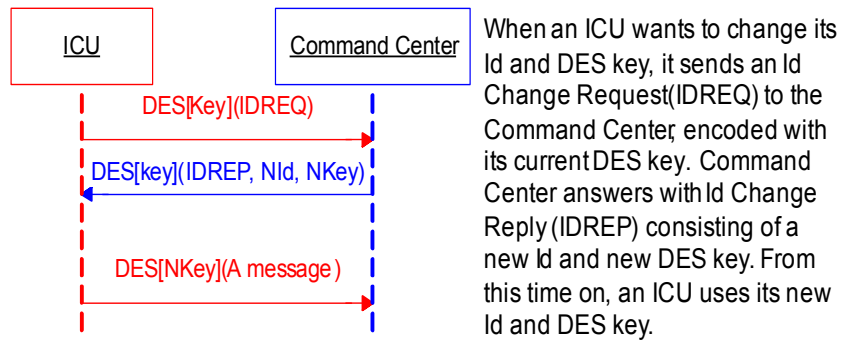 ICU
Command Center
DES[Key](IDREQ)
DES[key](IDREP, NId, NKey)
DES[NKey](A message)
When an ICU wants to change its
Id and DES key, it sends an Id
Change Request(IDREQ) to the
Command Center, encoded with
its current DES key. Command
Center answers with Id Change
Reply (IDREP) consisting of a
new Id and new DES key. From
this time on, an ICU uses its new
Id and DES key.